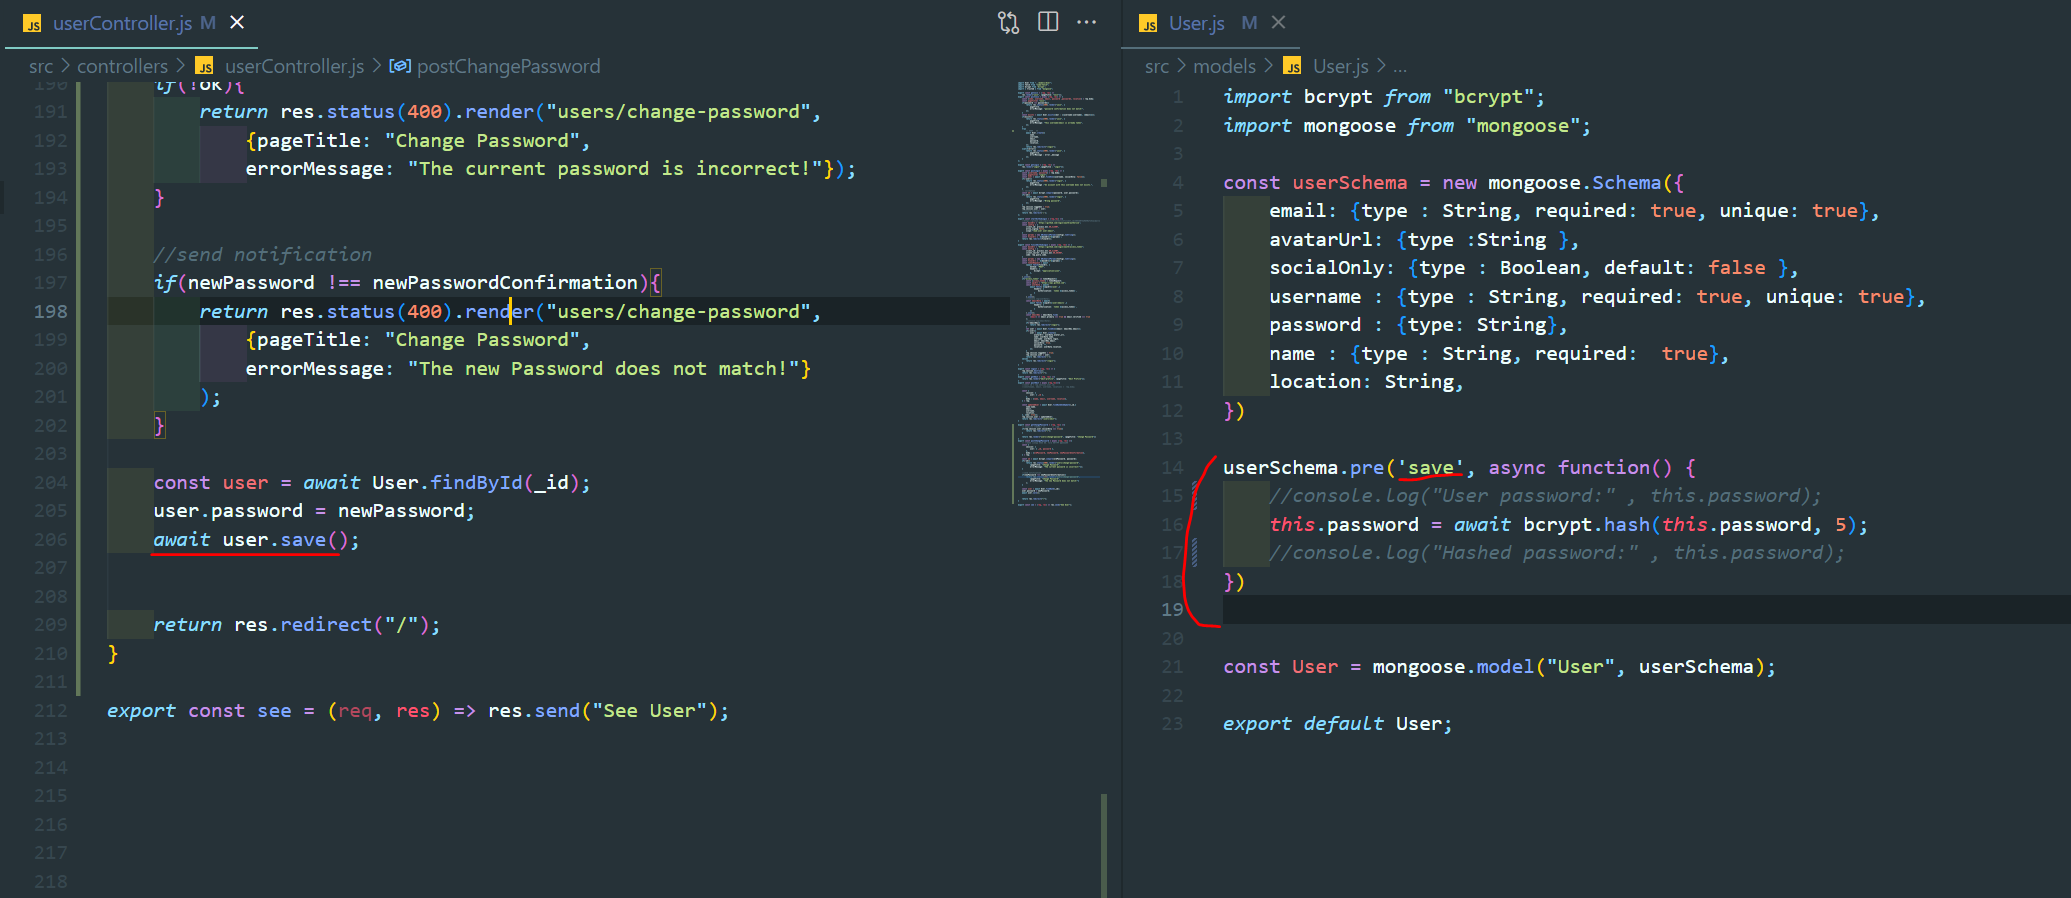 userController.js M
src > controllers > JS userController.js > postChangePassword
190 if(!ok){
191 return res.status(400).render("users/change-password",
192 {pageTitle: "Change Password",
193 errorMessage: "The current password is incorrect!"});
194 }
195
196 //send notification
197 if(newPassword !== newPasswordConfirmation){
198 return res.status(400).render("users/change-password",
199 {pageTitle: "Change Password",
200 errorMessage: "The new Password does not match!"}
201 );
202 }
203
204 const user = await User.findById(_id);
205 user.password = newPassword;
206 await user.save();
207
208
209 return res.redirect("/");
210 }
211
212 export const see = (req, res) => res.send("See User");
213
214
215
216
217
218
JS User.js M
src > models > JS User.js > ...
1 import bcrypt from "bcrypt";
2 import mongoose from "mongoose";
3
4 const userSchema = new mongoose.Schema({
5 email: {type : String, required: true, unique: true},
6 avatarUrl: {type :String },
7 socialOnly: {type : Boolean, default: false },
8 username : {type : String, required: true, unique: true},
9 password : {type: String},
10 name : {type : String, required:  true},
11 location: String,
12 })
13
14 userSchema.pre('save', async function() {
15 //console.log("User password:" , this.password);
16 this.password = await bcrypt.hash(this.password, 5);
17 //console.log("Hashed password:" , this.password);
18 })
19
20
21 const User = mongoose.model("User", userSchema);
22
23 export default User;